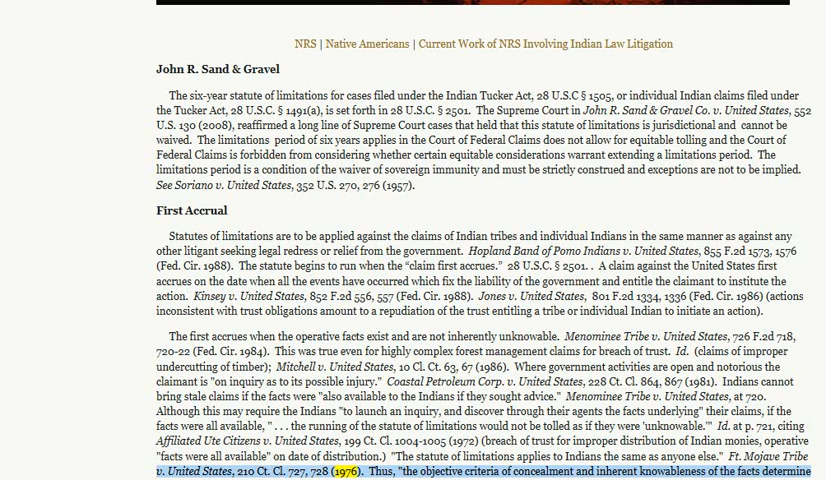 NRS | Native Americans | Current Work of NRS Involving Indian Law Litigation
John R. Sand & Gravel
The six-year statute of limitations for cases filed under the Indian Tucker Act, 28 U.S.C § 1505, or individual Indian claims filed under
the Tucker Act, 28 U.S.C. § 1491(a), is set forth in 28 U.S.C. § 2501. The Supreme Court in John R. Sand & Gravel Co. v. United States, 552
U.S. 130 (2008), reaffirmed a long line of Supreme Court cases that held that this statute of limitations is jurisdictional and cannot be
waived. The limitations period of six years applies in the Court of Federal Claims does not allow for equitable tolling and the Court of
Federal Claims is forbidden from considering whether certain equitable considerations warrant extending a limitations period. The
limitations period is a condition of the waiver of sovereign immunity and must be strictly construed and exceptions are not to be implied.
See Soriano v. United States, 352 U.S. 270, 276 (1957).
First Accrual
Statutes of limitations are to be applied against the claims of Indian tribes and individual Indians in the same manner as against any
other litigant seeking legal redress or relief from the government. Hopland Band of Pomo Indians v. United States, 855 F.2d 1573, 1576
(Fed. Cir. 1988). The statute begins to run when the "claim first accrues." 28 U.S.C. § 2501. . A claim against the United States first
accrues on the date when all the events have occurred which fix the liability of the government and entitle the claimant to institute the
action. Kinsey v. United States, 852 F.2d 556, 557 (Fed. Cir. 1988). Jones v. United States, 801 F.2d 1334, 1336 (Fed. Cir. 1986) (actions
inconsistent with trust obligations amount to a repudiation of the trust entitling a tribe or individual Indian to initiate an action).
The first accrues when the operative facts exist and are not inherently unknowable. Menominee Tribe v. United States, 726 F.2d 718,
720-22 (Fed. Cir. 1984). This was true even for highly complex forest management claims for breach of trust. Id. (claims of improper
undercutting of timber); Mitchell v. United States, 10 Cl. Ct. 63, 67 (1986). Where government activities are open and notorious the
claimant is "on inquiry as to its possible injury." Coastal Petroleum Corp. v. United States, 228 Ct. Cl. 864, 867 (1981). Indians cannot
bring stale claims if the facts were "also available to the Indians if they sought advice." Menominee Tribe v. United States, at 720.
Although this may require the Indians "to launch an inquiry, and discover through their agents the facts underlying" their claims, if the
facts were all available, " . . . the running of the statute of limitations would not be tolled as if they were 'unknowable.'" Id. at p. 721, citing
Affiliated Ute Citizens v. United States, 199 Ct. Cl. 1004-1005 (1972) (breach of trust for improper distribution of Indian monies, operative
"facts were all available" on date of distribution.) "The statute of limitations applies to Indians the same as anyone else." Ft. Mojave Tribe
v. United States, 210 Ct. Cl. 727, 728 (1976). Thus, "the objective criteria of concealment and inherent knowableness of the facts determine